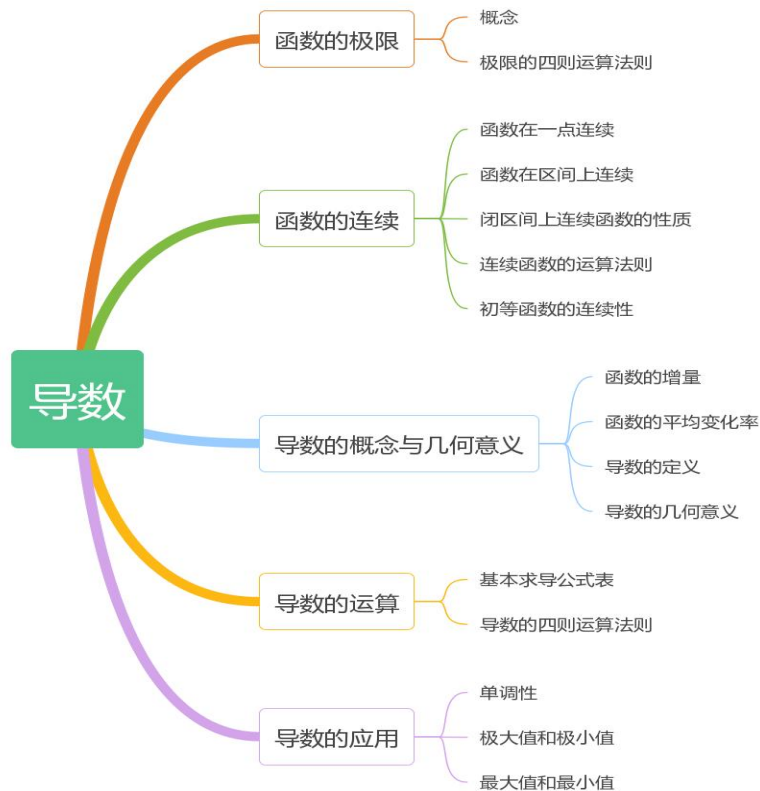 导数
函数的极限
概念
极限的四则运算法则
函数的连续
函数在一点连续
函数在区间上连续
闭区间上连续函数的性质
连续函数的运算法则
初等函数的连续性
导数的概念与几何意义
函数的增量
函数的平均变化率
导数的定义
导数的几何意义
导数的运算
基本求导公式表
导数的四则运算法则
导数的应用
单调性
极大值和极小值
最大值和最小值